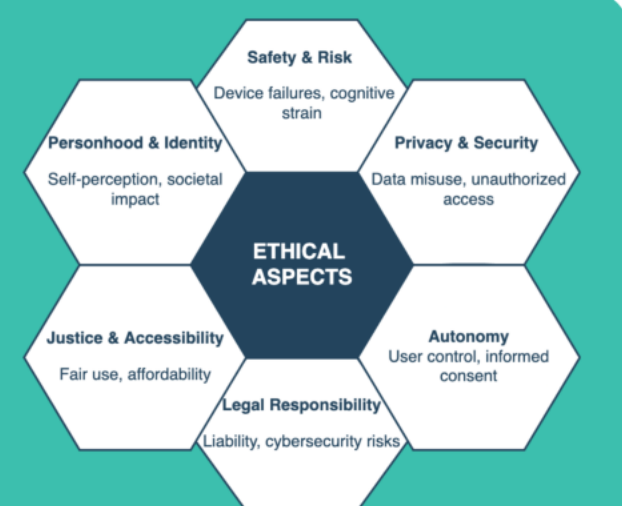 Safety & Risk
Device failures, cognitive
strain
Personhood & Identity
Self-perception, societal
impact
Privacy & Security
Data misuse, unauthorized
access
ETHICAL
ASPECTS
Justice & Accessibility
Fair use, affordability
Autonomy
User control, informed
consent
Legal Responsibility
Liability, cybersecurity risks